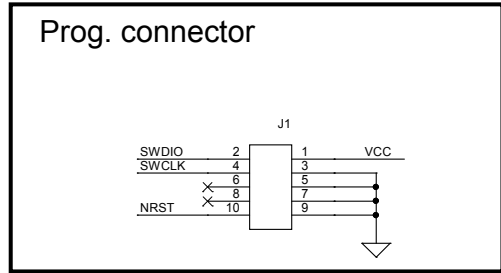 Prog. connector
J1
SWDIO 2 1 VCC
SWCLK 4 3
6 5
8 7
NRST 10 9